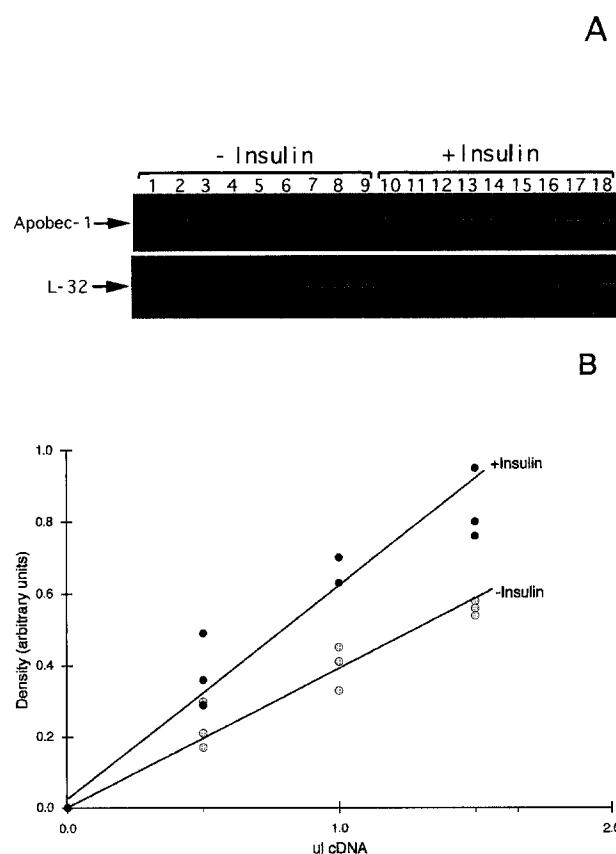 A
- Insulin + Insulin
1 2 3 4 5 6 7 8 9 10 11 12 13 14 15 16 17 18
Apobec-1
L-32
B
1.0
0.8
0.6
0.4
0.2
0.0
Density (arbitrary units)
+Insulin
-Insulin
0.0 1.0 2.0
ul cDNA